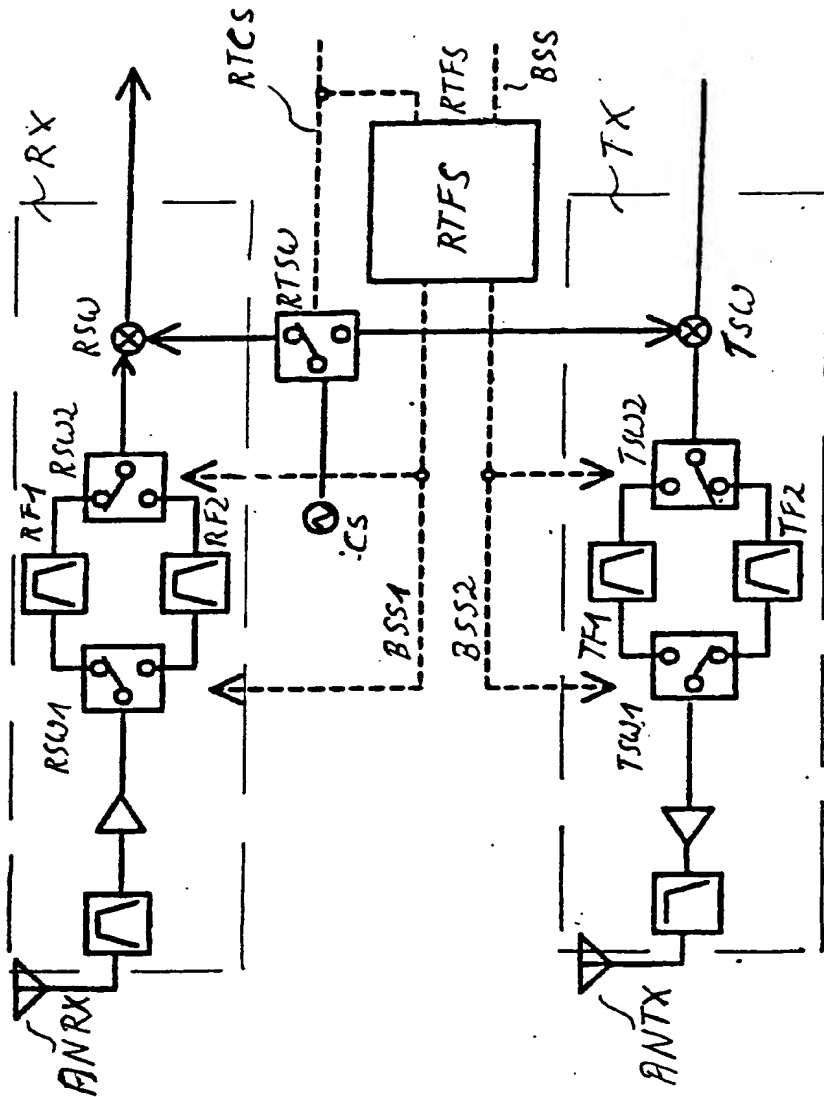 RX
RSW
RTCS
RTSW
RTFS
RTFS
BSS
TX
TSW
RSW2
RF1
RF2
CS
BSS1
BSS2
TSW2
TF1
TF2
RSW1
TSW1
ANRX
ANTX